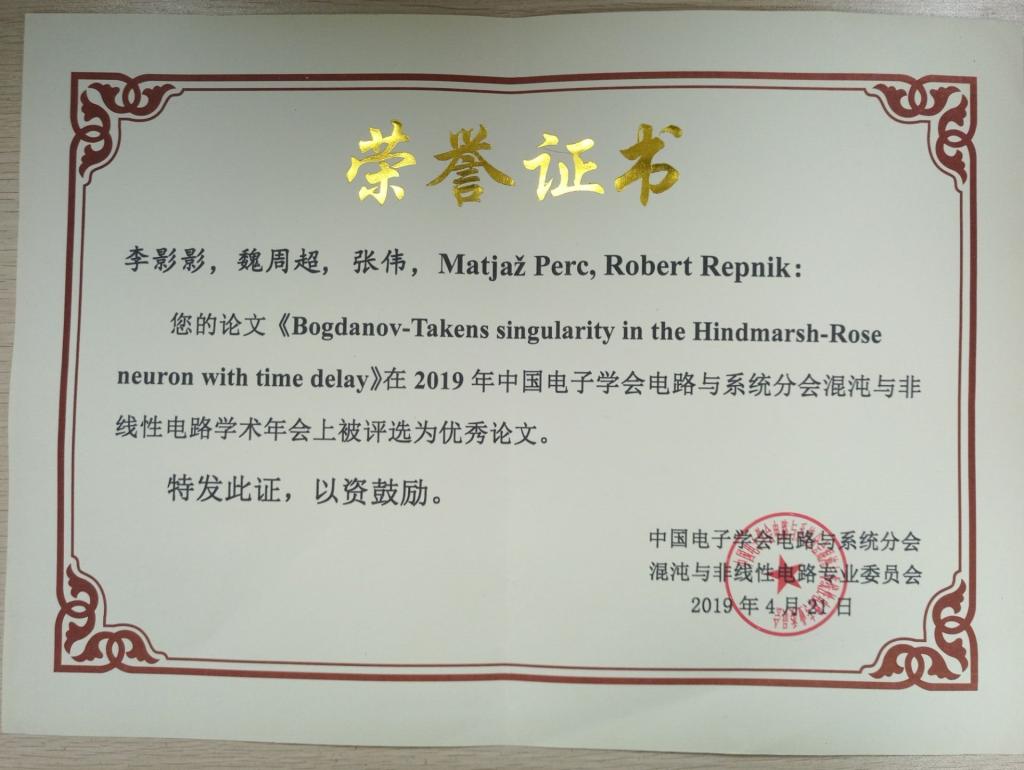 荣誉证书
李影影，魏周超，张伟，Matjaž Perc, Robert Repnik：
您的论文《Bogdanov-Takens singularity in the Hindmarsh-Rose
neuron with time delay》在 2019 年中国电子学会电路与系统分会混沌与非
线性电路学术年会上被评选为优秀论文。
特发此证，以资鼓励。
中国电子学会电路与系统分会
混沌与非线性电路专业委员会
2019 年 4 月 21 日